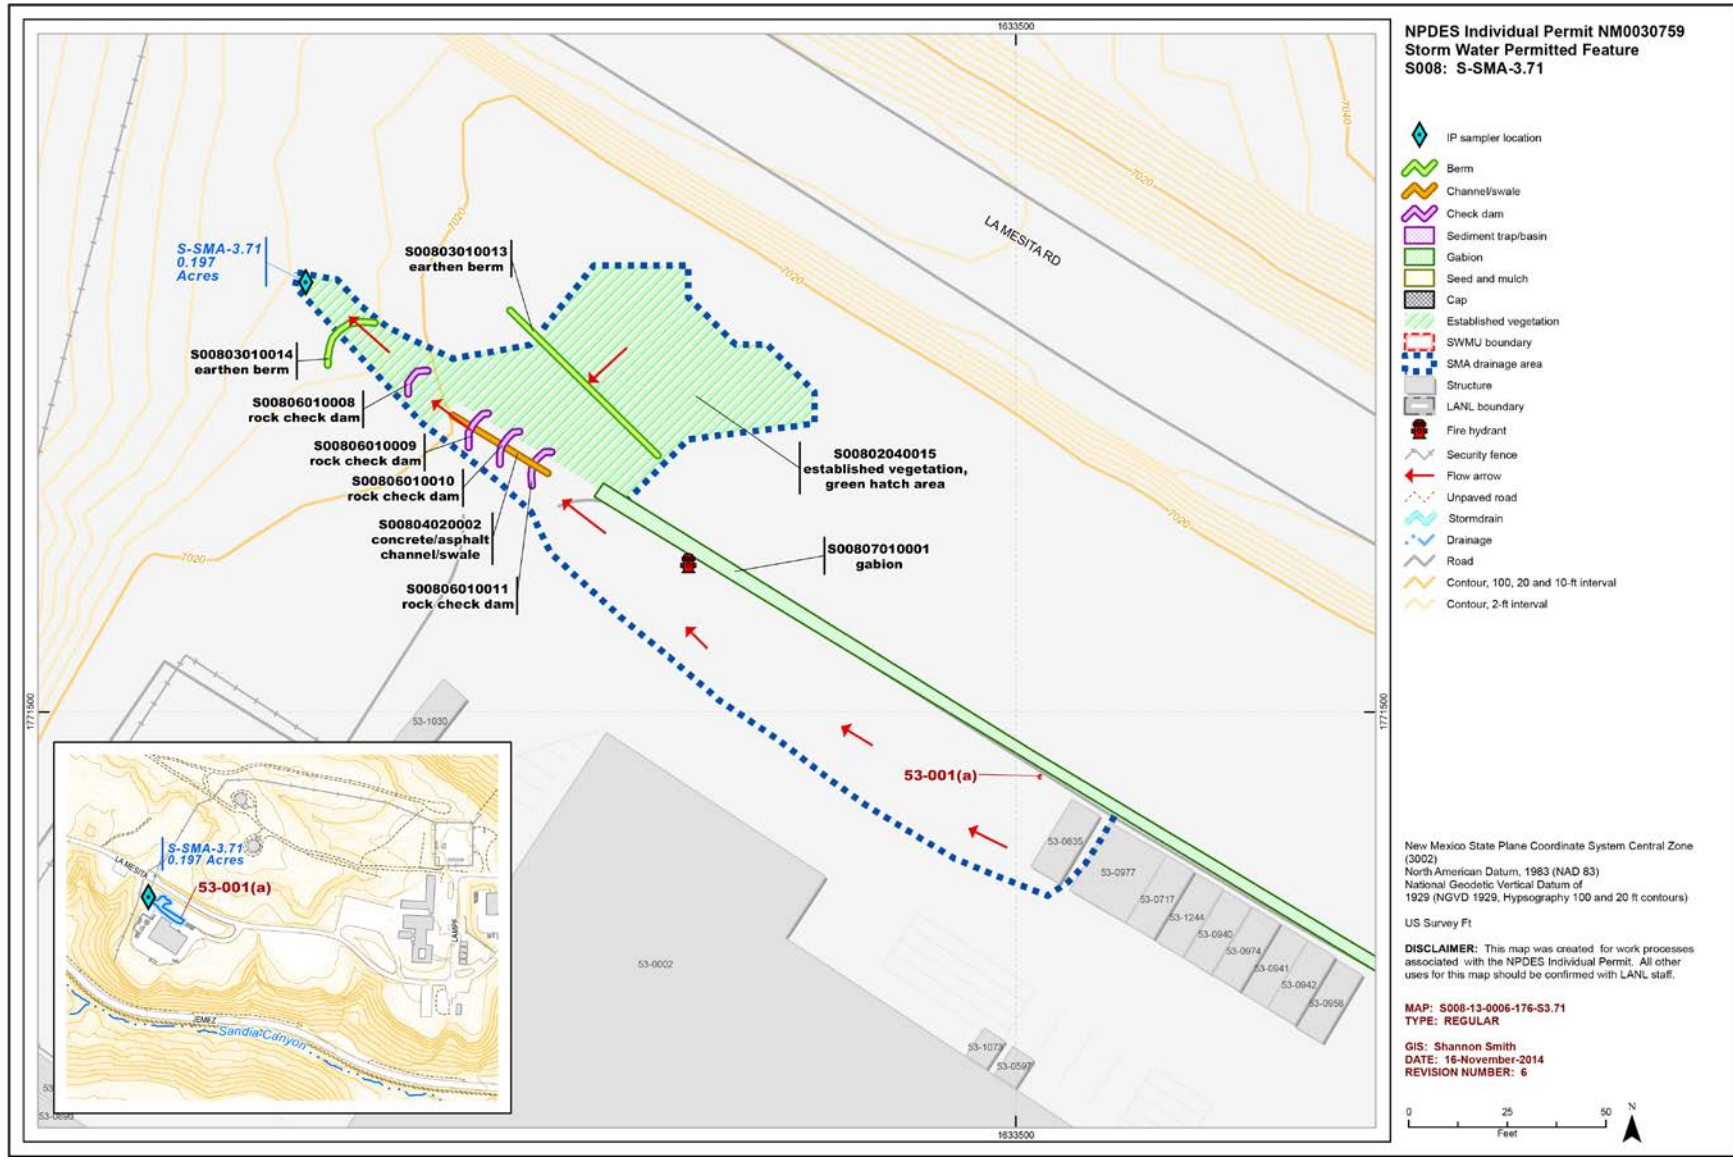 1633500
NPDES Individual Permit NM0030759
Storm Water Permitted Feature
S008: S-SMA-3.71
IP sampler location
Berm
Channel/swale
Check dam
Sediment trap/basin
Gabion
Seed and mulch
Cap
Established vegetation
SWMU boundary
SMA drainage area
Structure
LANL boundary
Fire hydrant
Security fence
Flow arrow
Unpaved road
Stormdrain
Drainage
Road
Contour, 100, 20 and 10-ft interval
Contour, 2-ft interval
7040
7020
LA MESITA RD
7020
7020
7020
7020
S-SMA-3.71
0.197
Acres
S00803010013
earthen berm
S00803010014
earthen berm
S00806010008
rock check dam
S00806010009
rock check dam
S00806010010
rock check dam
S00804020002
concrete/asphalt
channel/swale
S00806010011
rock check dam
S00802040015
established vegetation,
green hatch area
S00807010001
gabion
1771500
1771500
53-1030
53-001(a)
53-0835
53-0977
53-0717
53-1244
53-0940
53-0974
53-0941
53-0942
53-0958
53-0002
53-1073
53-0597
S-SMA-3.71
0.197 Acres
LA MESITA
53-001(a)
LAMPF
JEMEZ
Sandia Canyon
1633500
New Mexico State Plane Coordinate System Central Zone
(3002)
North American Datum, 1983 (NAD 83)
National Geodetic Vertical Datum of
1929 (NGVD 1929, Hypsography 100 and 20 ft contours)
US Survey Ft
DISCLAIMER: This map was created for work processes
associated with the NPDES Individual Permit. All other
uses for this map should be confirmed with LANL staff.
MAP: S008-13-0006-176-S3.71
TYPE: REGULAR
GIS: Shannon Smith
DATE: 16-November-2014
REVISION NUMBER: 6
0 25 50
Feet
N